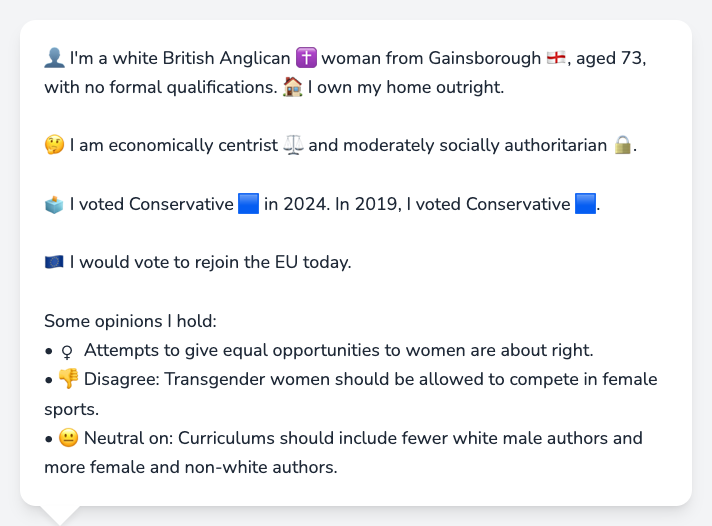 👤 I'm a white British Anglican ✝️ woman from Gainsborough 🏴󠁧󠁢󠁥󠁮󠁧󠁿, aged 73,
with no formal qualifications. 🏠 I own my home outright.
🤔 I am economically centrist ⚖️ and moderately socially authoritarian 🔒.
🗳️ I voted Conservative 🟦 in 2024. In 2019, I voted Conservative 🟦.
🇪🇺 I would vote to rejoin the EU today.
Some opinions I hold:
• ♀ Attempts to give equal opportunities to women are about right.
• 👎 Disagree: Transgender women should be allowed to compete in female
sports.
• 😐 Neutral on: Curriculums should include fewer white male authors and
more female and non-white authors.